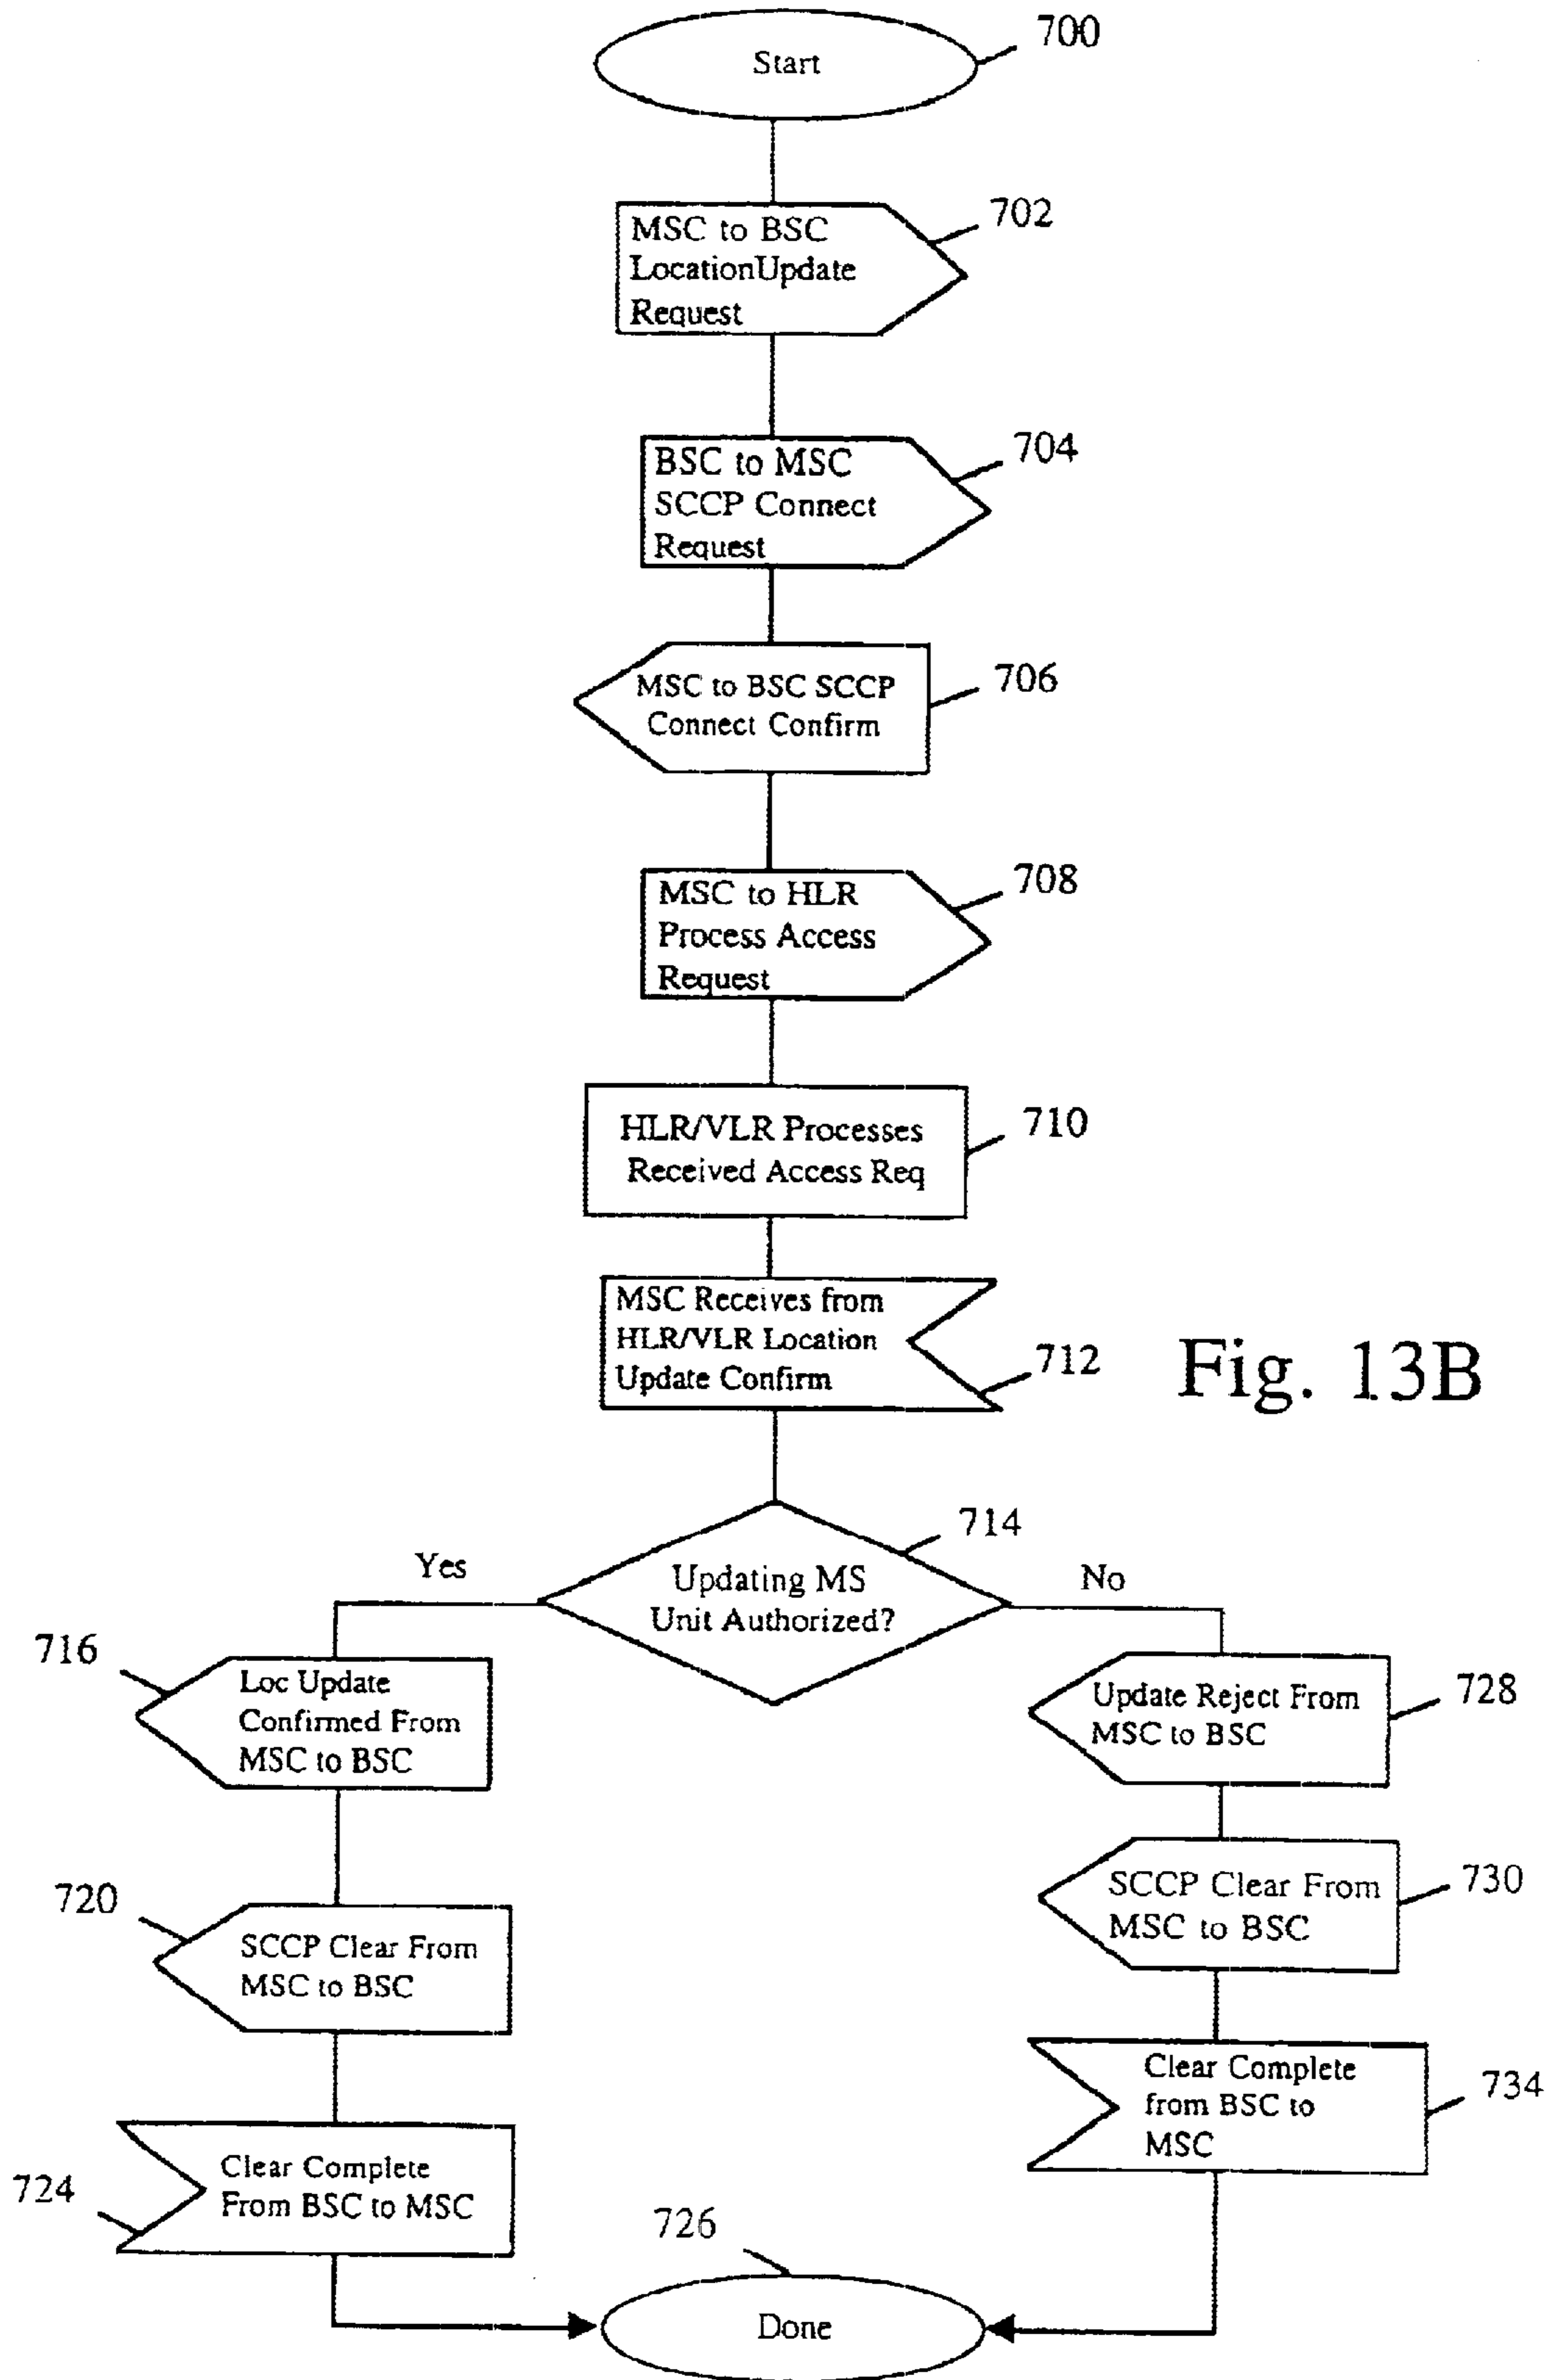 Start
700
MSC to BSC
LocationUpdate
Request
702
BSC to MSC
SCCP Connect
Request
704
MSC to BSC SCCP
Connect Confirm
706
MSC to HLR
Process Access
Request
708
HLR/VLR Processes
Received Access Req
710
MSC Receives from
HLR/VLR Location
Update Confirm
712
Fig. 13B
714
Yes
Updating MS
Unit Authorized?
No
716
Loc Update
Confirmed From
MSC to BSC
Update Reject From
MSC to BSC
728
720
SCCP Clear From
MSC to BSC
SCCP Clear From
MSC to BSC
730
724
Clear Complete
From BSC to MSC
Clear Complete
from BSC to
MSC
734
726
Done